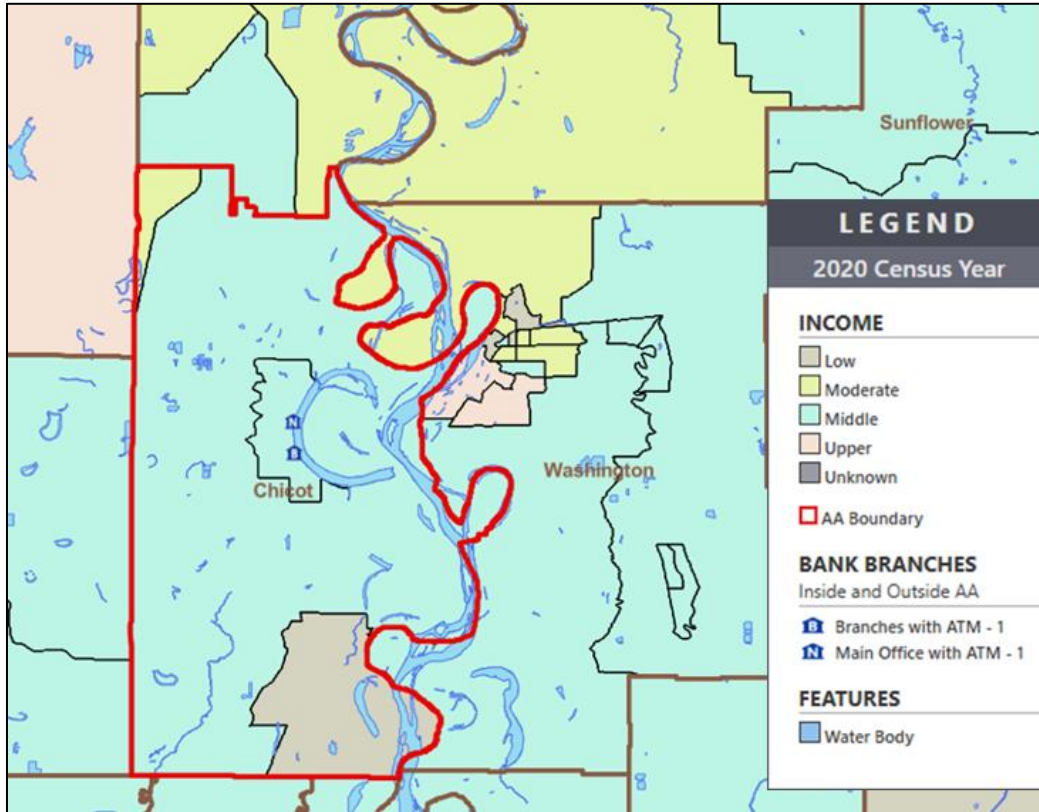 Sunflower
LEGEND
2020 Census Year
INCOME
Low
Moderate
Middle
Upper
Unknown
AA Boundary
BANK BRANCHES
Inside and Outside AA
B Branches with ATM - 1
N Main Office with ATM - 1
FEATURES
Water Body
N
B
Chicot
Washington